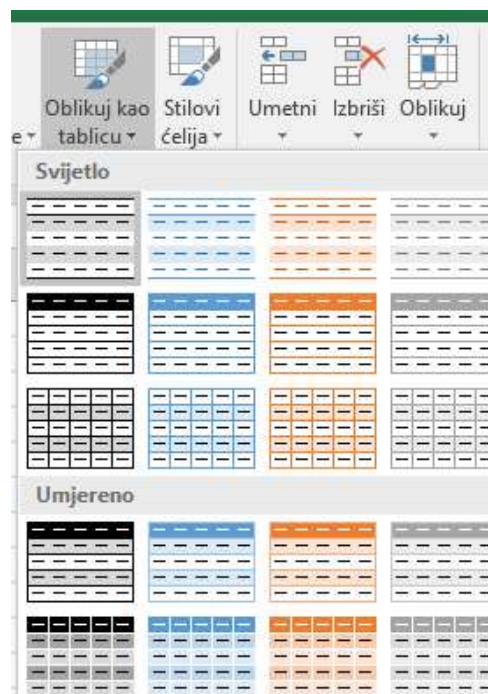 Oblikuj kao Stilovi Umetni Izbriši Oblikuj
e tablicu ćelija
Svijetlo
Umjereno